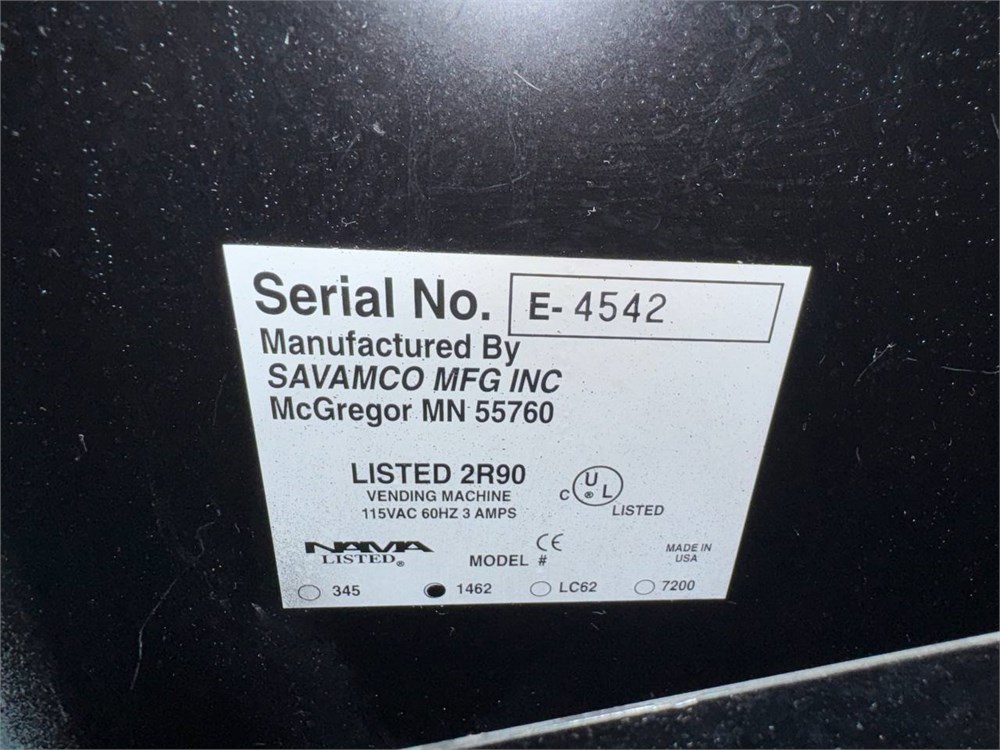 Serial No. E- 4542
Manufactured By
SAVAMCO MFG INC
McGregor MN 55760
LISTED 2R90
VENDING MACHINE
115VAC 60HZ 3 AMPS
C UL ® LISTED
NAMA
LISTED®
CE
MODEL #
MADE IN
USA
345 1462 LC62 7200